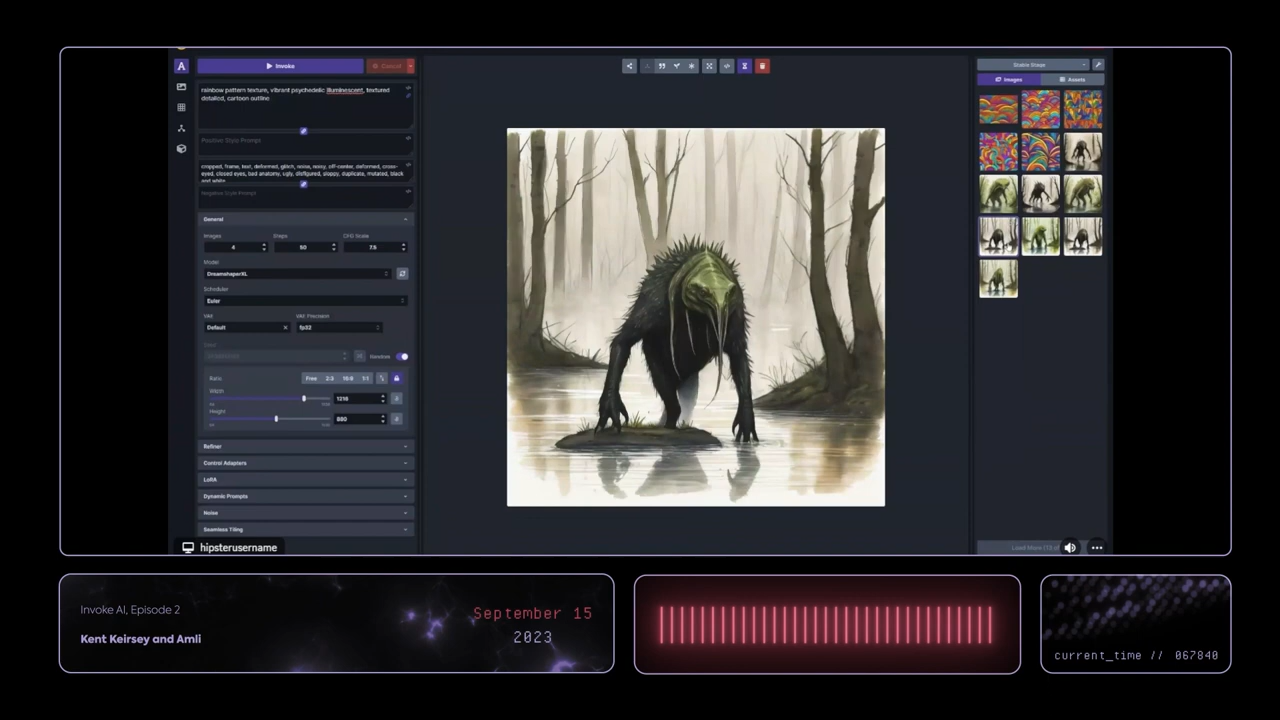 Invoke
Cancel
rainbow pattern texture, vibrant psychedelic illuminescent, textured
detailed, cartoon outline
Positive Style Prompt
cropped, frame, text, deformed, glitch, noise, noisy, off-center, deformed, cross-
eyed, closed eyes, bad anatomy, ugly, disfigured, sloppy, duplicate, mutated, black
and white
Negative Style Prompt
General
Images
Steps
CFG Scale
4
50
7.5
Model
DreamshaperXL
Scheduler
Euler
VAE
VAE Precision
Default
fp32
Seed
Random
Ratio
Free 2:3 16:9 1:1
Width
1216
Height
880
Refiner
Control Adapters
LoRA
Dynamic Prompts
Noise
Seamless Tiling
Images
Assets
Load More
hipsterusername
Invoke AI, Episode 2
Kent Keirsey and Amli
September 15
2023
current_time // 067840